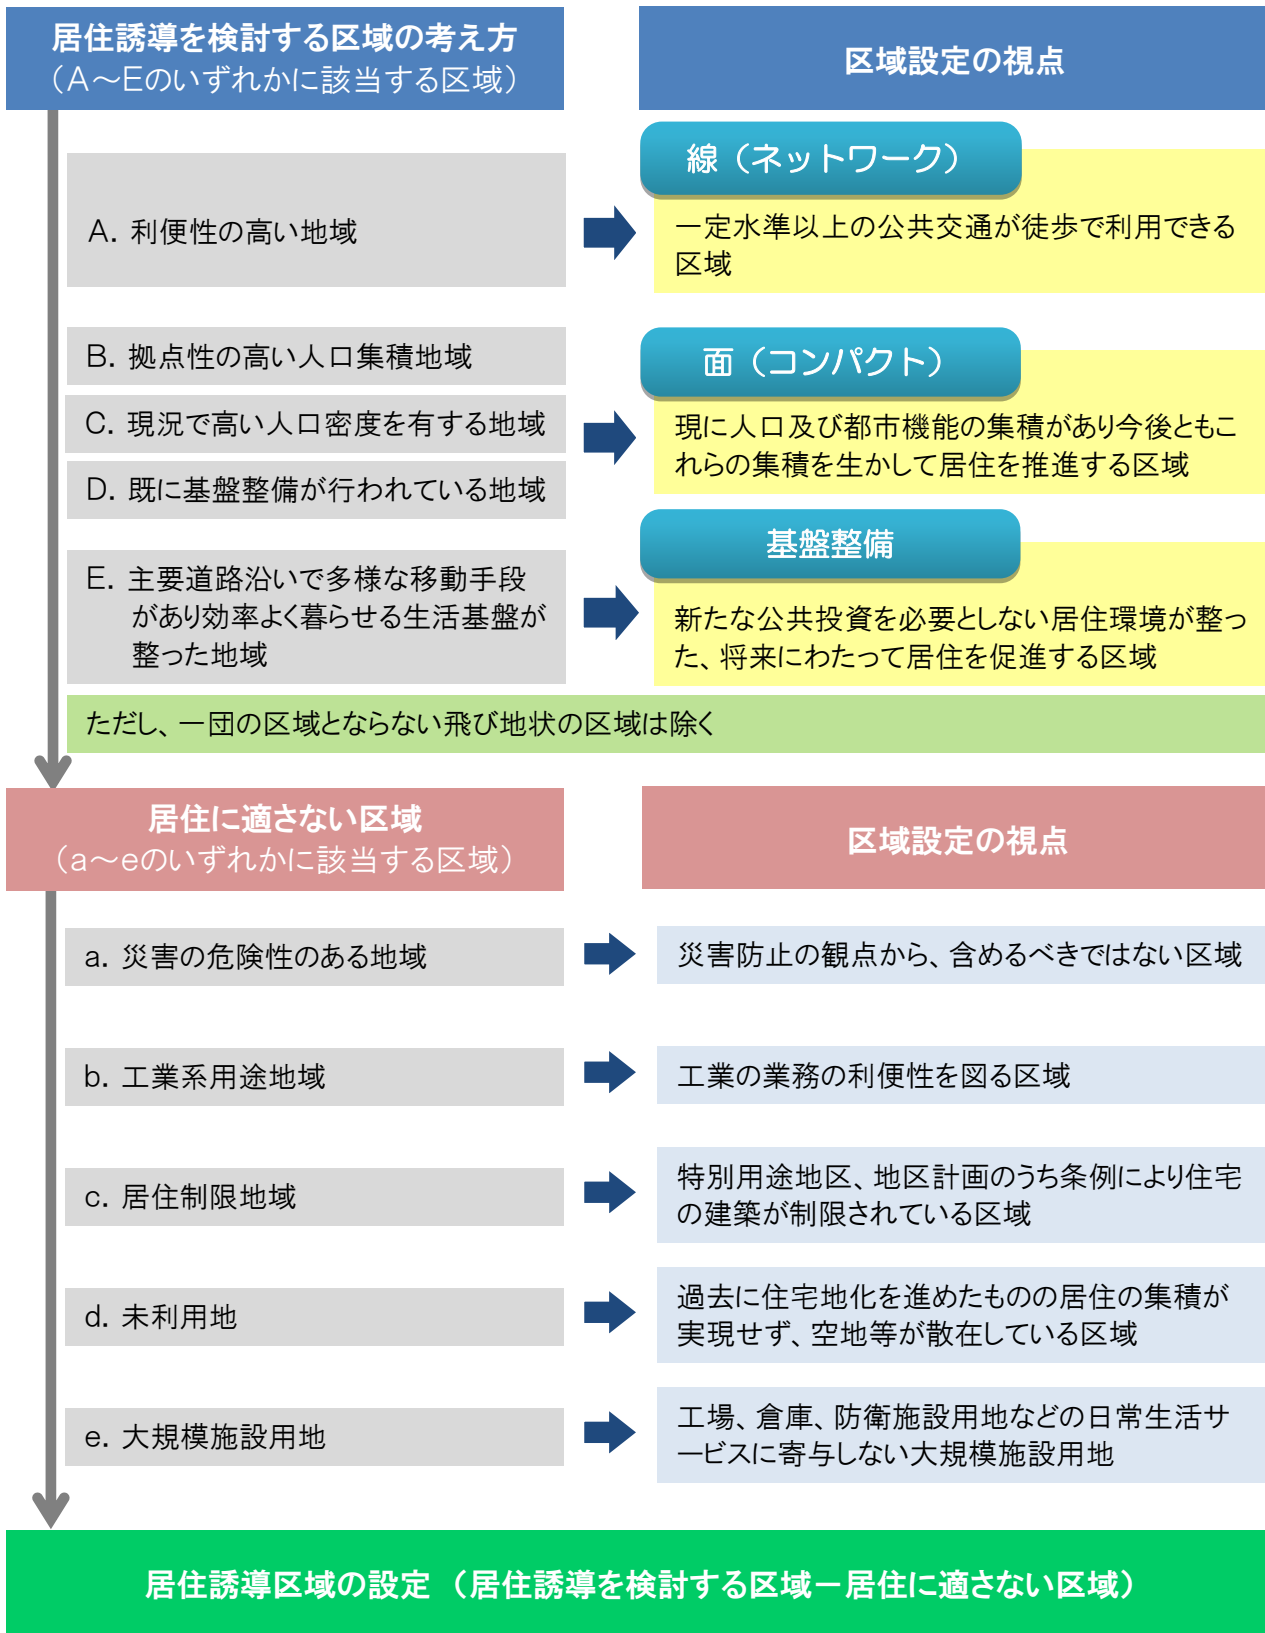 居住誘導を検討する区域の考え方
（A～Eのいずれかに該当する区域）
区域設定の視点
A. 利便性の高い地域
線（ネットワーク）
一定水準以上の公共交通が徒歩で利用できる
区域
B. 拠点性の高い人口集積地域
C. 現況で高い人口密度を有する地域
D. 既に基盤整備が行われている地域
面（コンパクト）
現に人口及び都市機能の集積があり今後ともこ
れらの集積を生かして居住を推進する区域
E. 主要道路沿いで多様な移動手段
があり効率よく暮らせる生活基盤が
整った地域
基盤整備
新たな公共投資を必要としない居住環境が整っ
た、将来にわたって居住を促進する区域
ただし、一団の区域とならない飛び地状の区域は除く
居住に適さない区域
（a～eのいずれかに該当する区域）
区域設定の視点
a. 災害の危険性のある地域
災害防止の観点から、含めるべきではない区域
b. 工業系用途地域
工業の業務の利便性を図る区域
c. 居住制限地域
特別用途地区、地区計画のうち条例により住宅
の建築が制限されている区域
d. 未利用地
過去に住宅地化を進めたものの居住の集積が
実現せず、空地等が散在している区域
e. 大規模施設用地
工場、倉庫、防衛施設用地などの日常生活サ
ービスに寄与しない大規模施設用地
居住誘導区域の設定（居住誘導を検討する区域－居住に適さない区域）